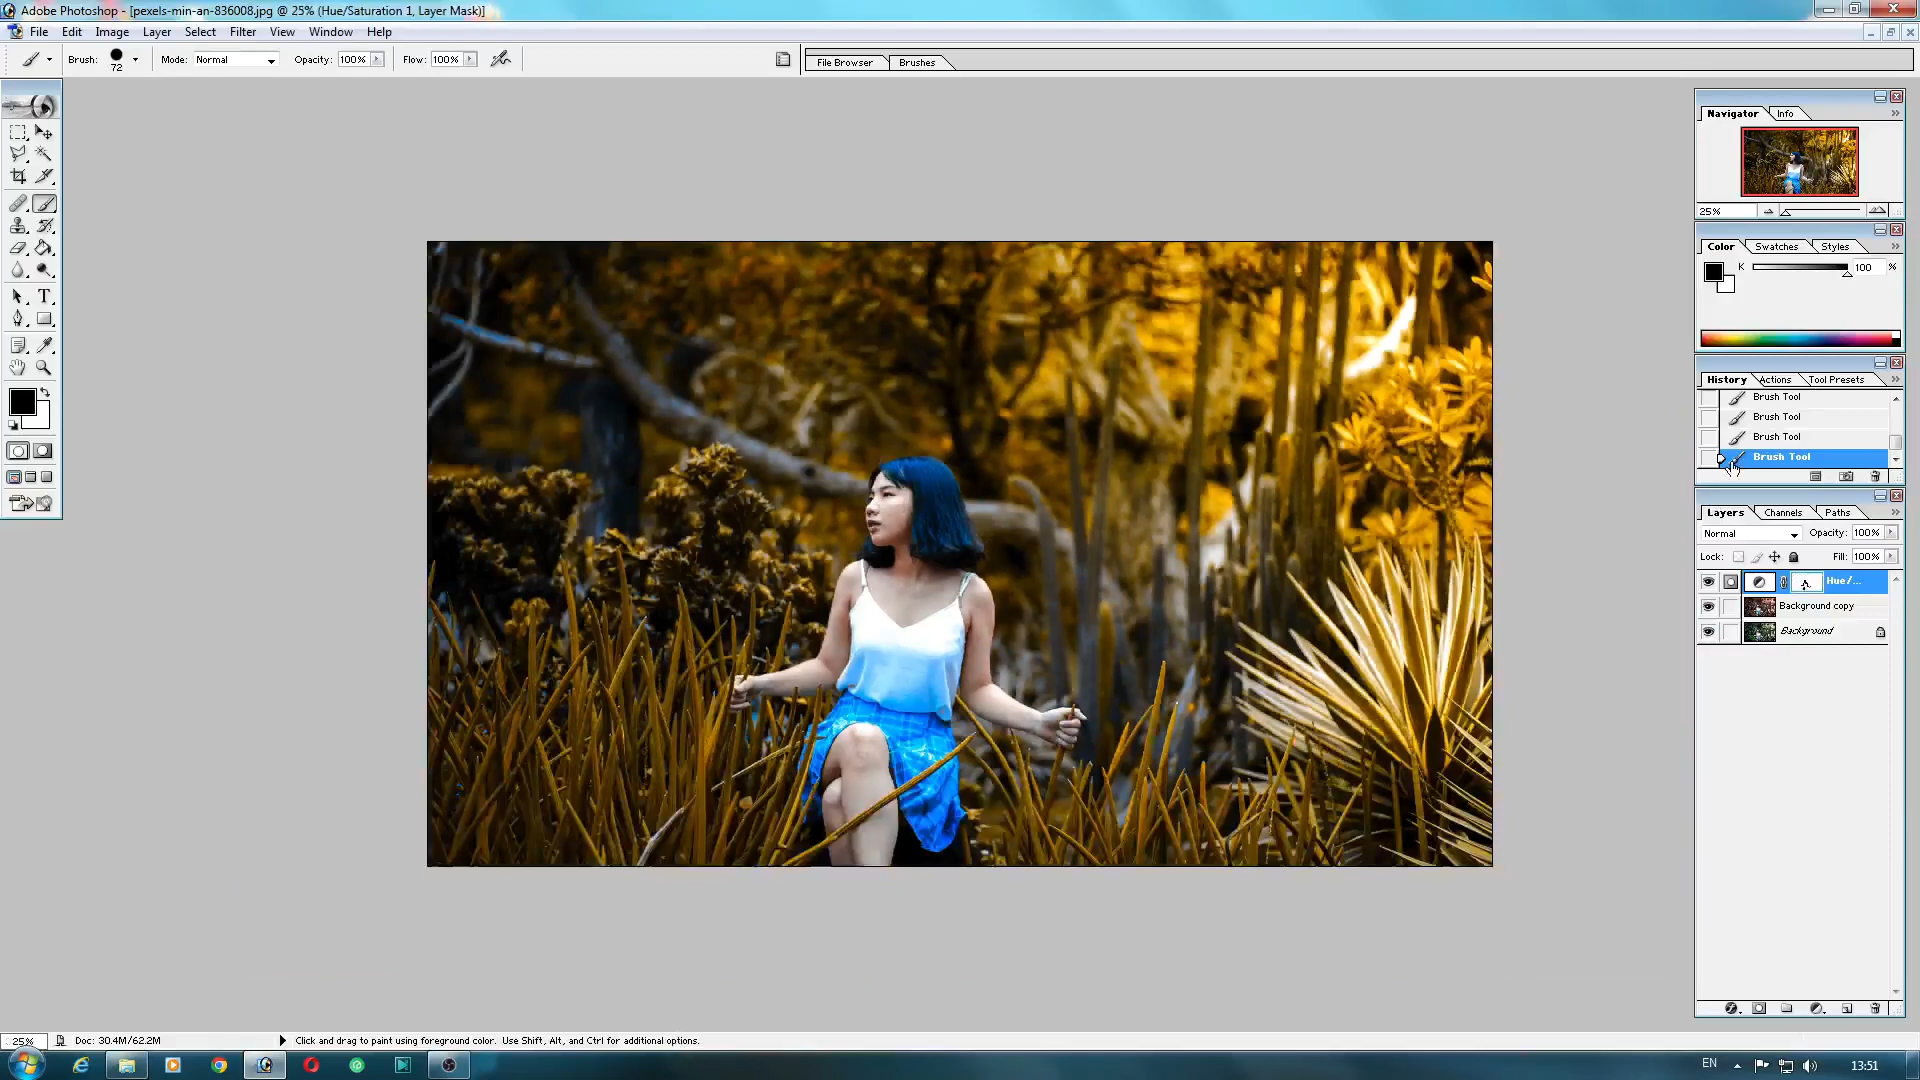 Adobe Photoshop - [pexels-min-an-836008.jpg @ 25% (Hue/Saturation 1, Layer Mask)]
File Edit Image Layer Select Filter View Window Help
Brush: 72 Mode: Normal Opacity: 100% Flow: 100% File Browser Brushes
Navigator Info
25%
Color Swatches Styles
K 100 %
History Actions Tool Presets
Brush Tool
Brush Tool
Brush Tool
Brush Tool
Layers Channels Paths
Normal Opacity: 100%
Lock: Fill: 100%
Hue/...
Background copy
Background
25% Doc: 30.4M/62.2M Click and drag to paint using foreground color. Use Shift, Alt, and Ctrl for additional options.
EN 13:51